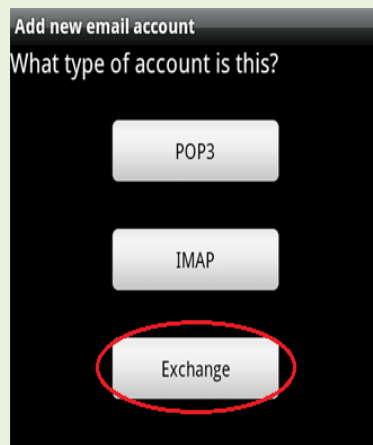 Add new email account
What type of account is this?
POP3
IMAP
Exchange